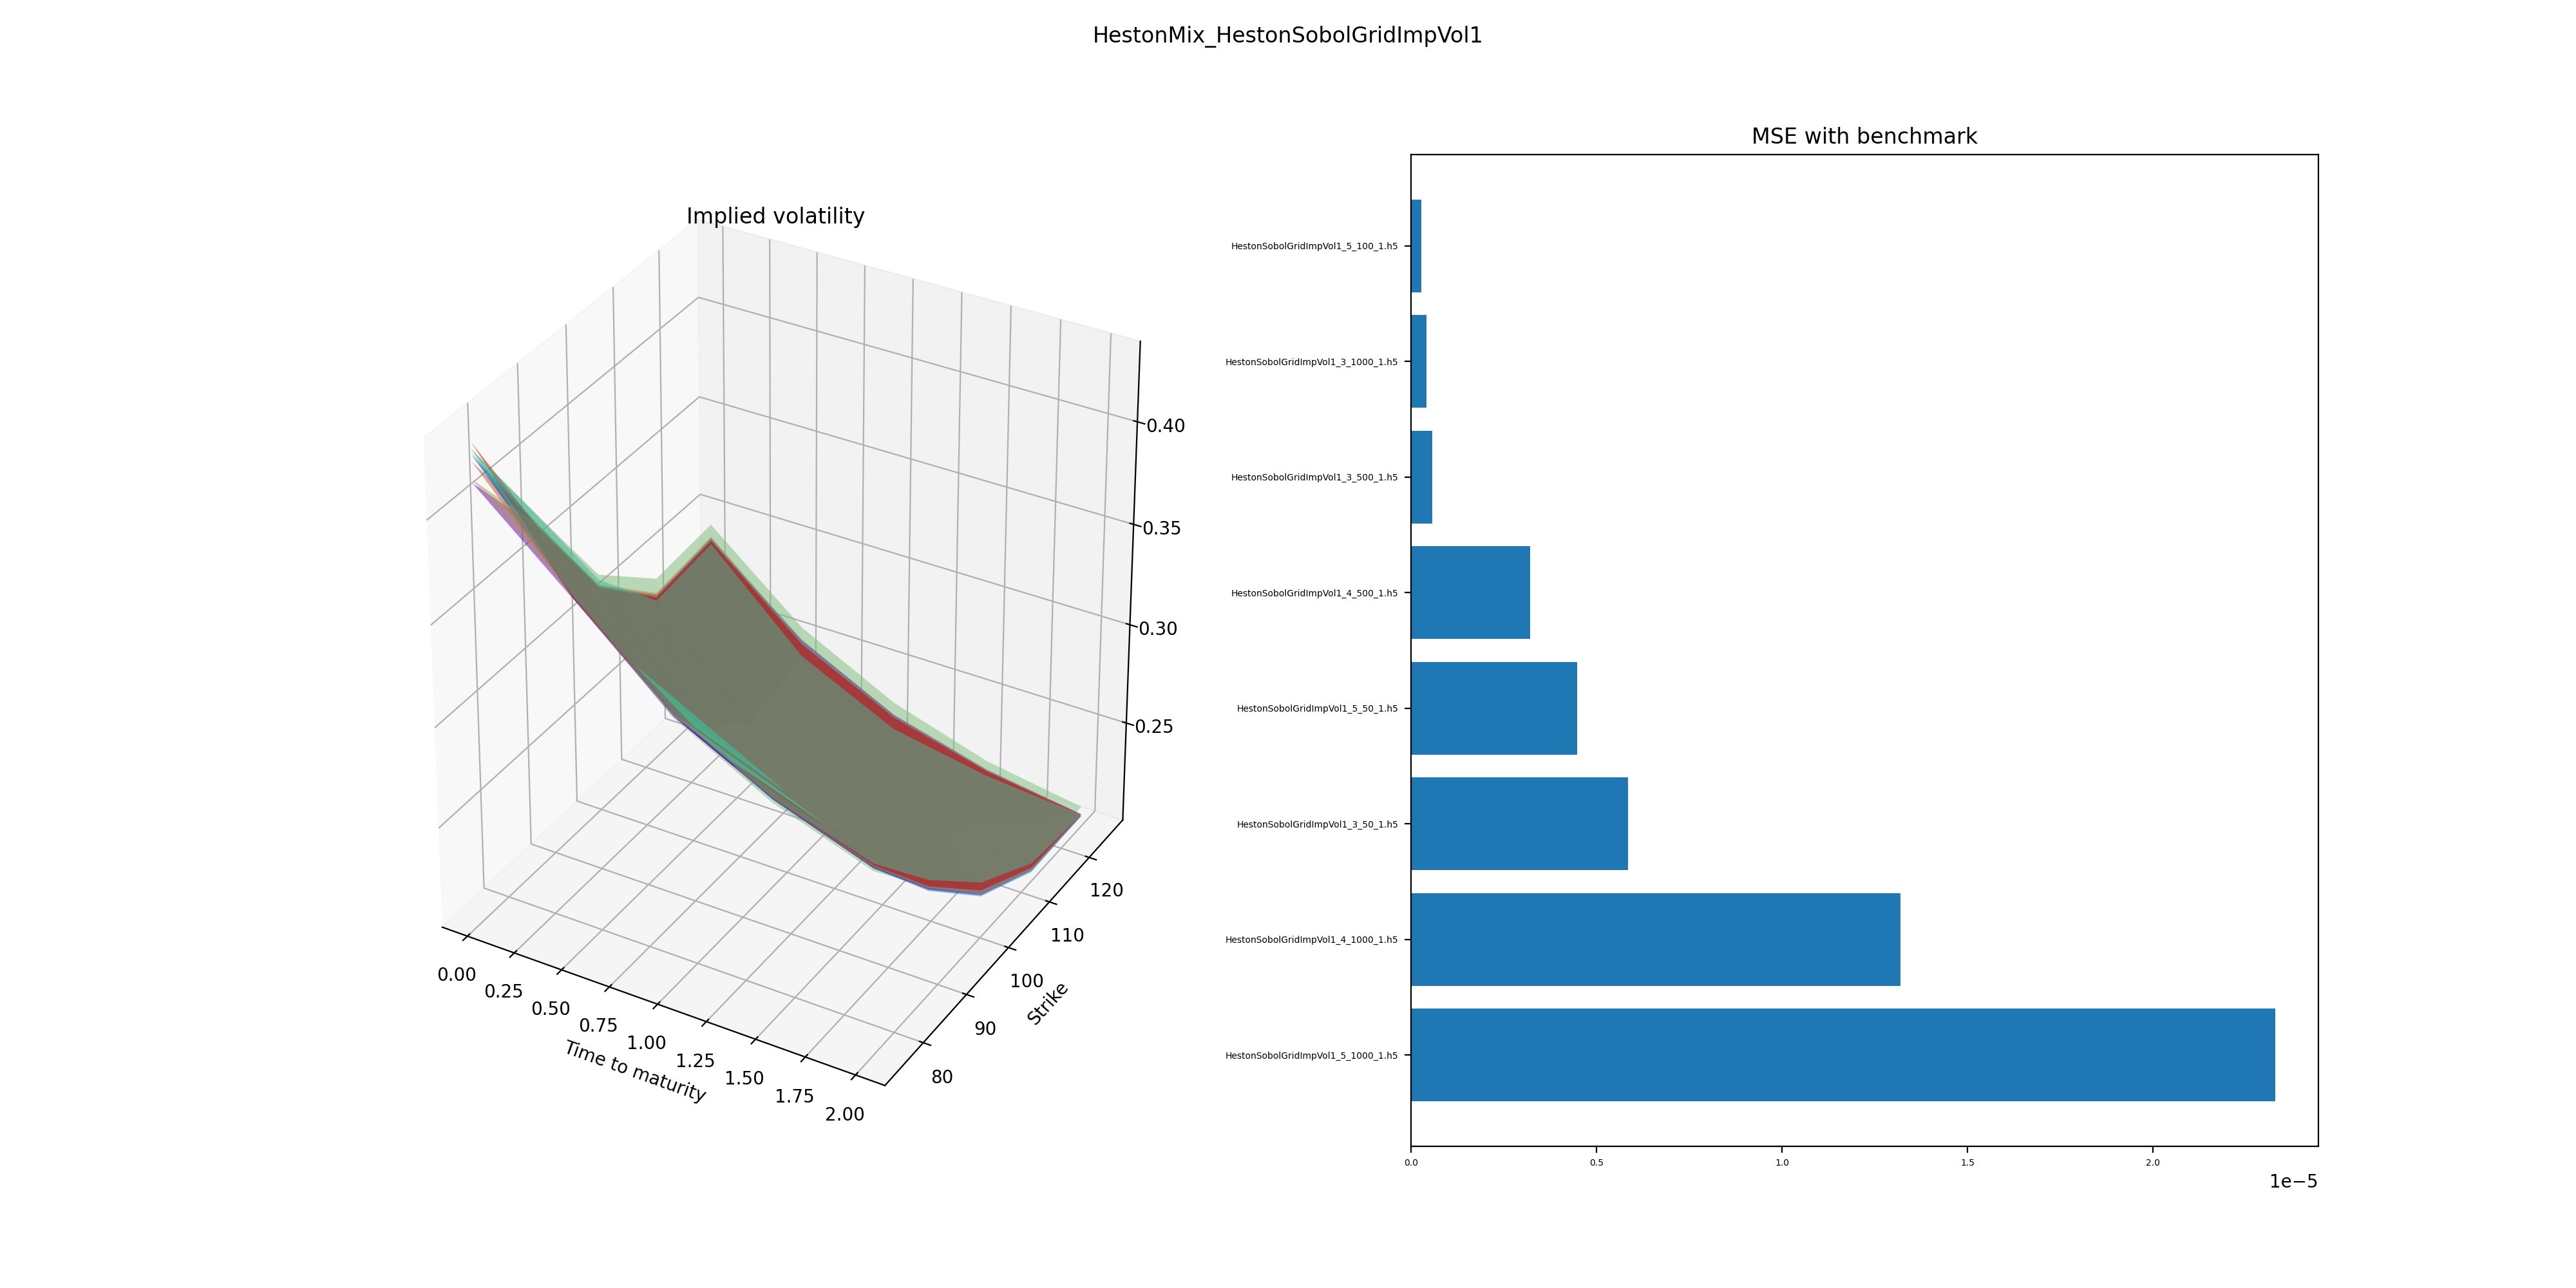 HestonMix_HestonSobolGridImpVol1
Implied volatility
0.40
0.35
0.30
0.25
120
110
100
90
80
Strike
0.00
0.25
0.50
0.75
1.00
1.25
1.50
1.75
2.00
Time to maturity
MSE with benchmark
HestonSobolGridImpVol1_5_100_1.h5
HestonSobolGridImpVol1_3_1000_1.h5
HestonSobolGridImpVol1_3_500_1.h5
HestonSobolGridImpVol1_4_500_1.h5
HestonSobolGridImpVol1_5_50_1.h5
HestonSobolGridImpVol1_3_50_1.h5
HestonSobolGridImpVol1_4_1000_1.h5
HestonSobolGridImpVol1_5_1000_1.h5
0.0 0.5 1.0 1.5 2.0
1e−5